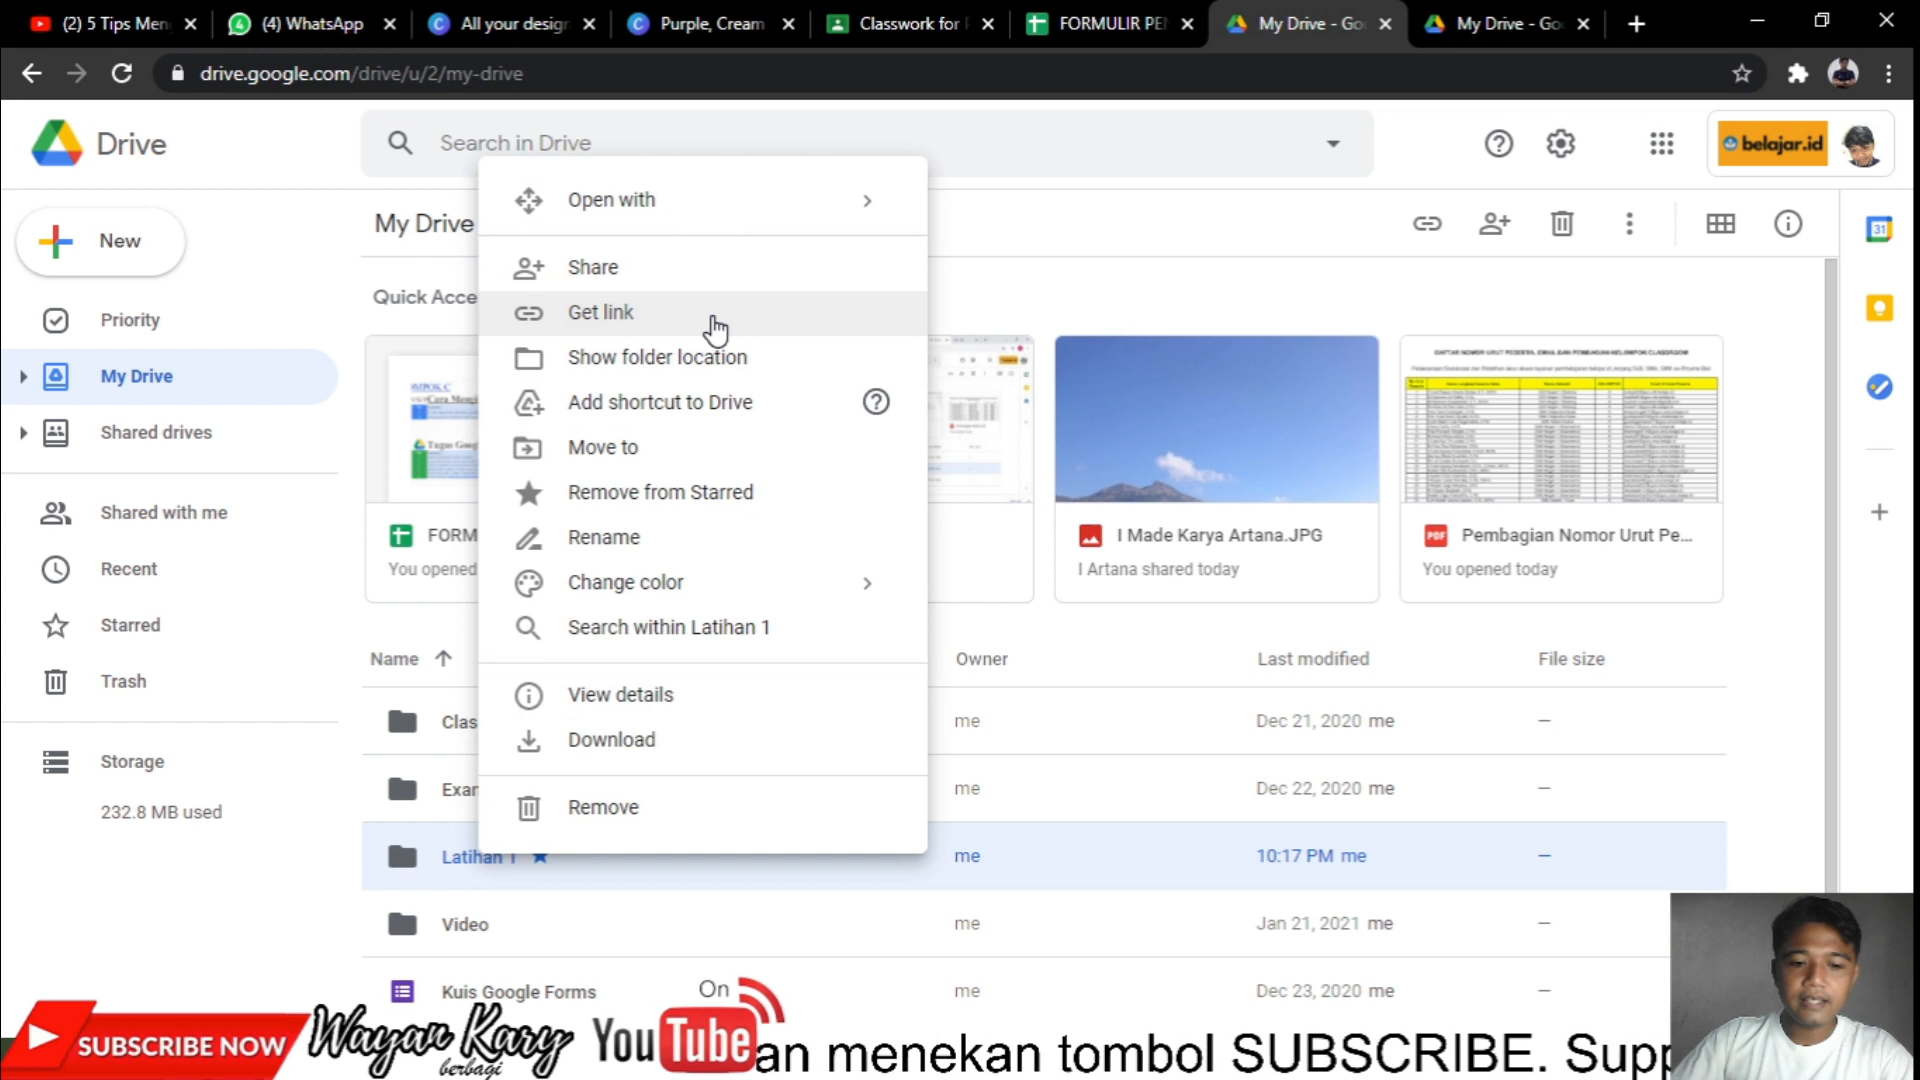 (2) 5 Tips Men
(4) WhatsApp
All your design
Purple, Cream
Classwork for
FORMULIR PEN
My Drive - Go
My Drive - Go
drive.google.com/drive/u/2/my-drive
Drive
Search in Drive
belajar.id
New
Priority
My Drive
Shared drives
Shared with me
Recent
Starred
Trash
Storage
232.8 MB used
My Drive
Quick Acce
Open with
Share
Get link
Show folder location
Add shortcut to Drive
Move to
Remove from Starred
Rename
Change color
Search within Latihan 1
View details
Download
Remove
31
FORM
You opened
I Made Karya Artana.JPG
I Artana shared today
PDF Pembagian Nomor Urut Pe...
You opened today
Name Owner Last modified File size
Clas me Dec 21, 2020 me –
Exam me Dec 22, 2020 me –
Latihan 1 me 10:17 PM me –
Video me Jan 21, 2021 me –
Kuis Google Forms me Dec 23, 2020 me –
SUBSCRIBE NOW
Wayan Kary
berbagi
On
YouTube
an menekan tombol SUBSCRIBE. Supp